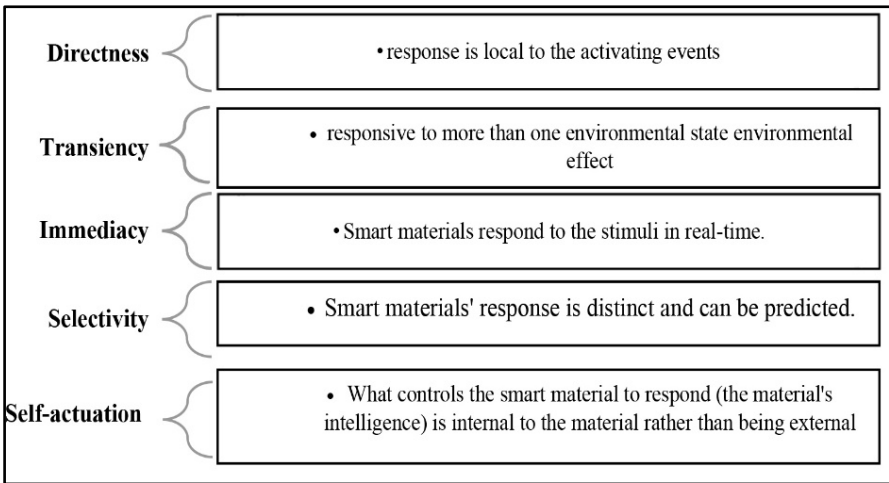 Directness
• response is local to the activating events
Transiency
• responsive to more than one environmental state environmental
effect
Immediacy
• Smart materials respond to the stimuli in real-time.
Selectivity
• Smart materials' response is distinct and can be predicted.
Self-actuation
• What controls the smart material to respond (the material's
intelligence) is internal to the material rather than being external